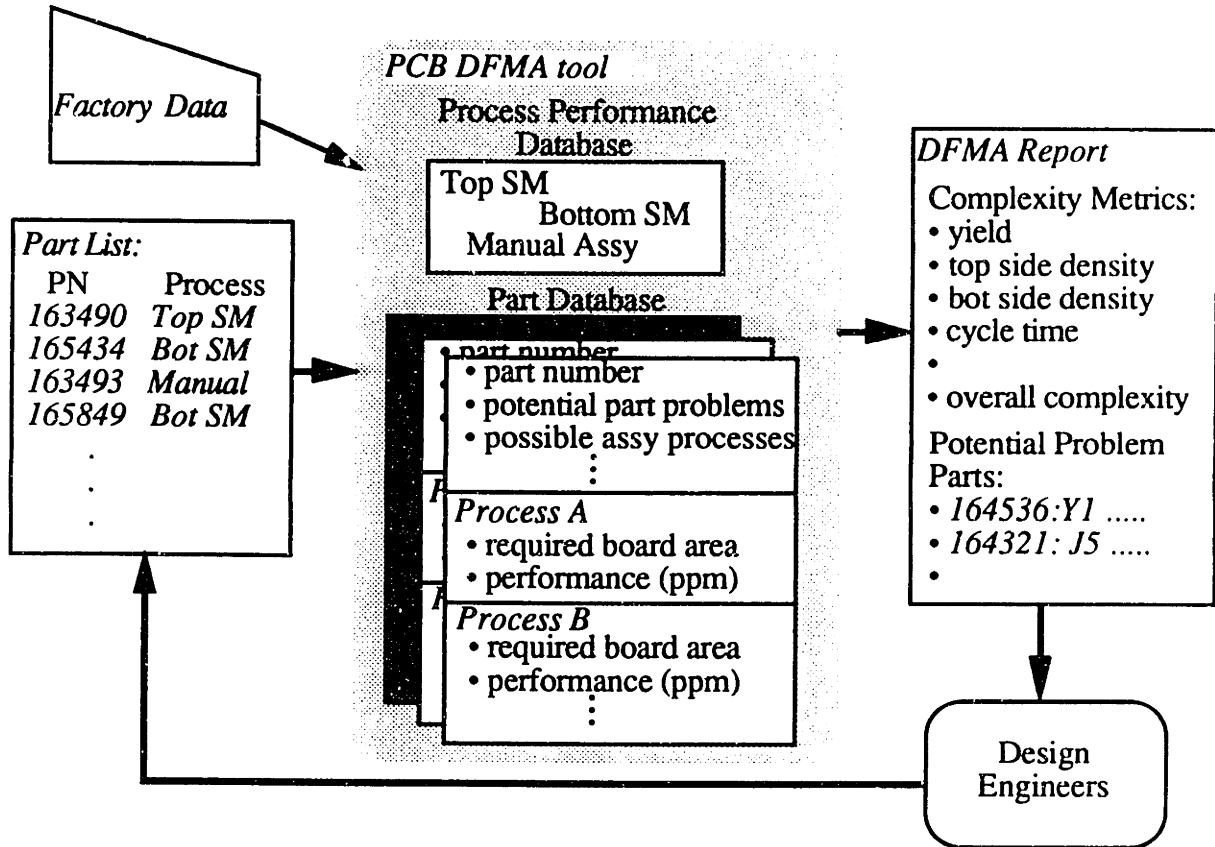 Factory Data
Part List:
PN Process
163490 Top SM
165434 Bot SM
163493 Manual
165849 Bot SM
.
.
.
PCB DFMA tool
Process Performance
Database
Top SM
Bottom SM
Manual Assy
Part Database
• part number
• part number
• potential part problems
• possible assy processes
⋮
Process A
• required board area
• performance (ppm)
Process B
• required board area
• performance (ppm)
⋮
DFMA Report
Complexity Metrics:
• yield
• top side density
• bot side density
• cycle time
•
• overall complexity
Potential Problem
Parts:
• 164536:Y1 .....
• 164321: J5 .....
•
Design
Engineers